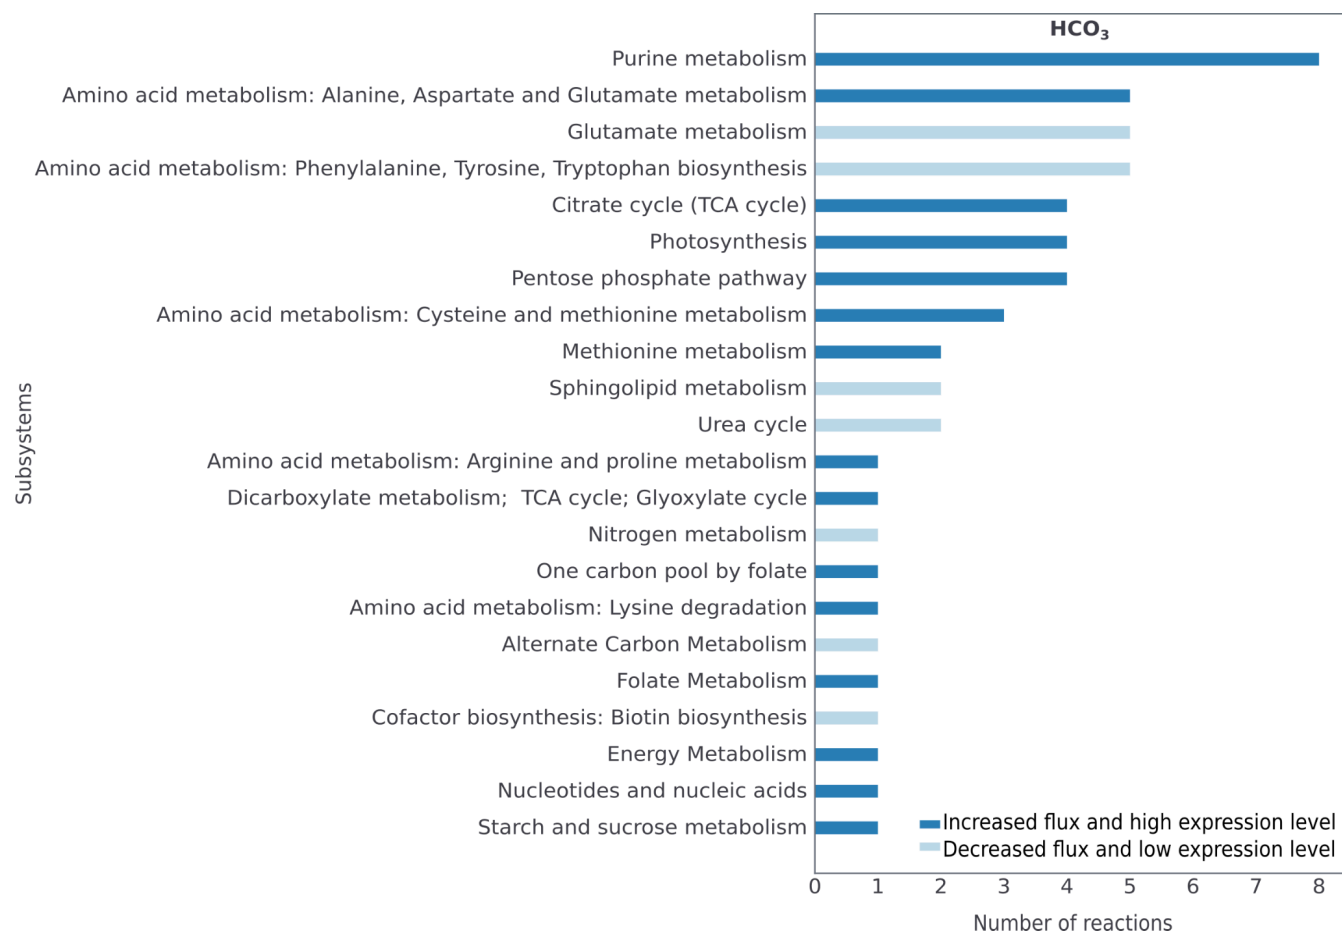 HCO₃
Purine metabolism
Amino acid metabolism: Alanine, Aspartate and Glutamate metabolism
Glutamate metabolism
Amino acid metabolism: Phenylalanine, Tyrosine, Tryptophan biosynthesis
Citrate cycle (TCA cycle)
Photosynthesis
Pentose phosphate pathway
Amino acid metabolism: Cysteine and methionine metabolism
Methionine metabolism
Sphingolipid metabolism
Urea cycle
Amino acid metabolism: Arginine and proline metabolism
Dicarboxylate metabolism;  TCA cycle; Glyoxylate cycle
Nitrogen metabolism
One carbon pool by folate
Amino acid metabolism: Lysine degradation
Alternate Carbon Metabolism
Folate Metabolism
Cofactor biosynthesis: Biotin biosynthesis
Energy Metabolism
Nucleotides and nucleic acids
Starch and sucrose metabolism
Subsystems
Increased flux and high expression level
Decreased flux and low expression level
0 1 2 3 4 5 6 7 8
Number of reactions